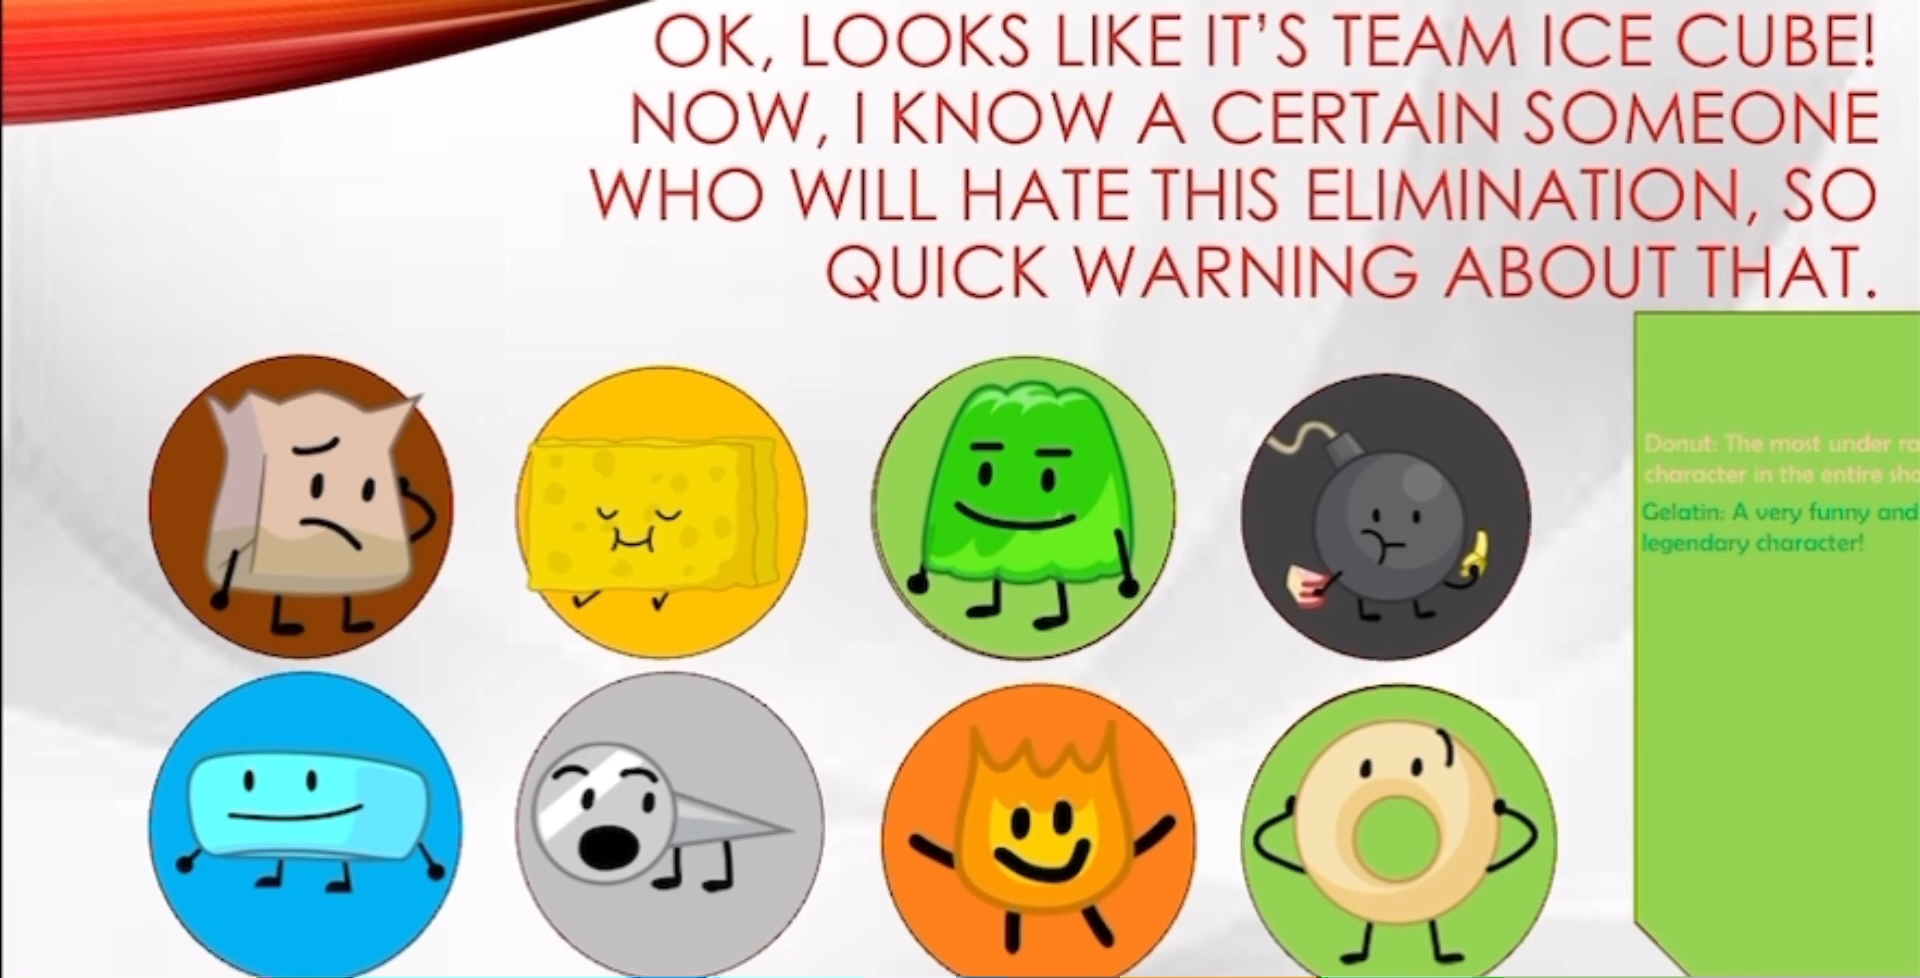 OK, LOOKS LIKE IT'S TEAM ICE CUBE!
NOW, I KNOW A CERTAIN SOMEONE
WHO WILL HATE THIS ELIMINATION, SO
QUICK WARNING ABOUT THAT.
Donut: The most under
character in the entire
Gelatin: A very funny and
legendary character!